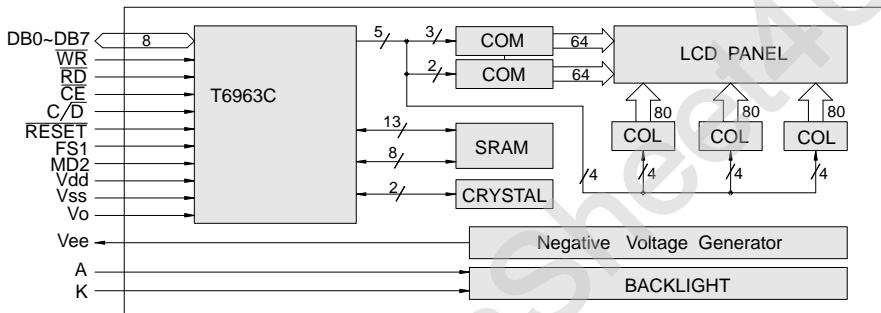 DB0~DB7 8
WR
RD
CE
C/D
RESET
FS1
MD2
Vdd
Vss
Vo
Vee
A
K
T6963C
5
3
COM
64
2
COM
64
LCD PANEL
80
80
80
COL
COL
COL
4
4
4
4
13
8
SRAM
2
CRYSTAL
Negative Voltage Generator
BACKLIGHT